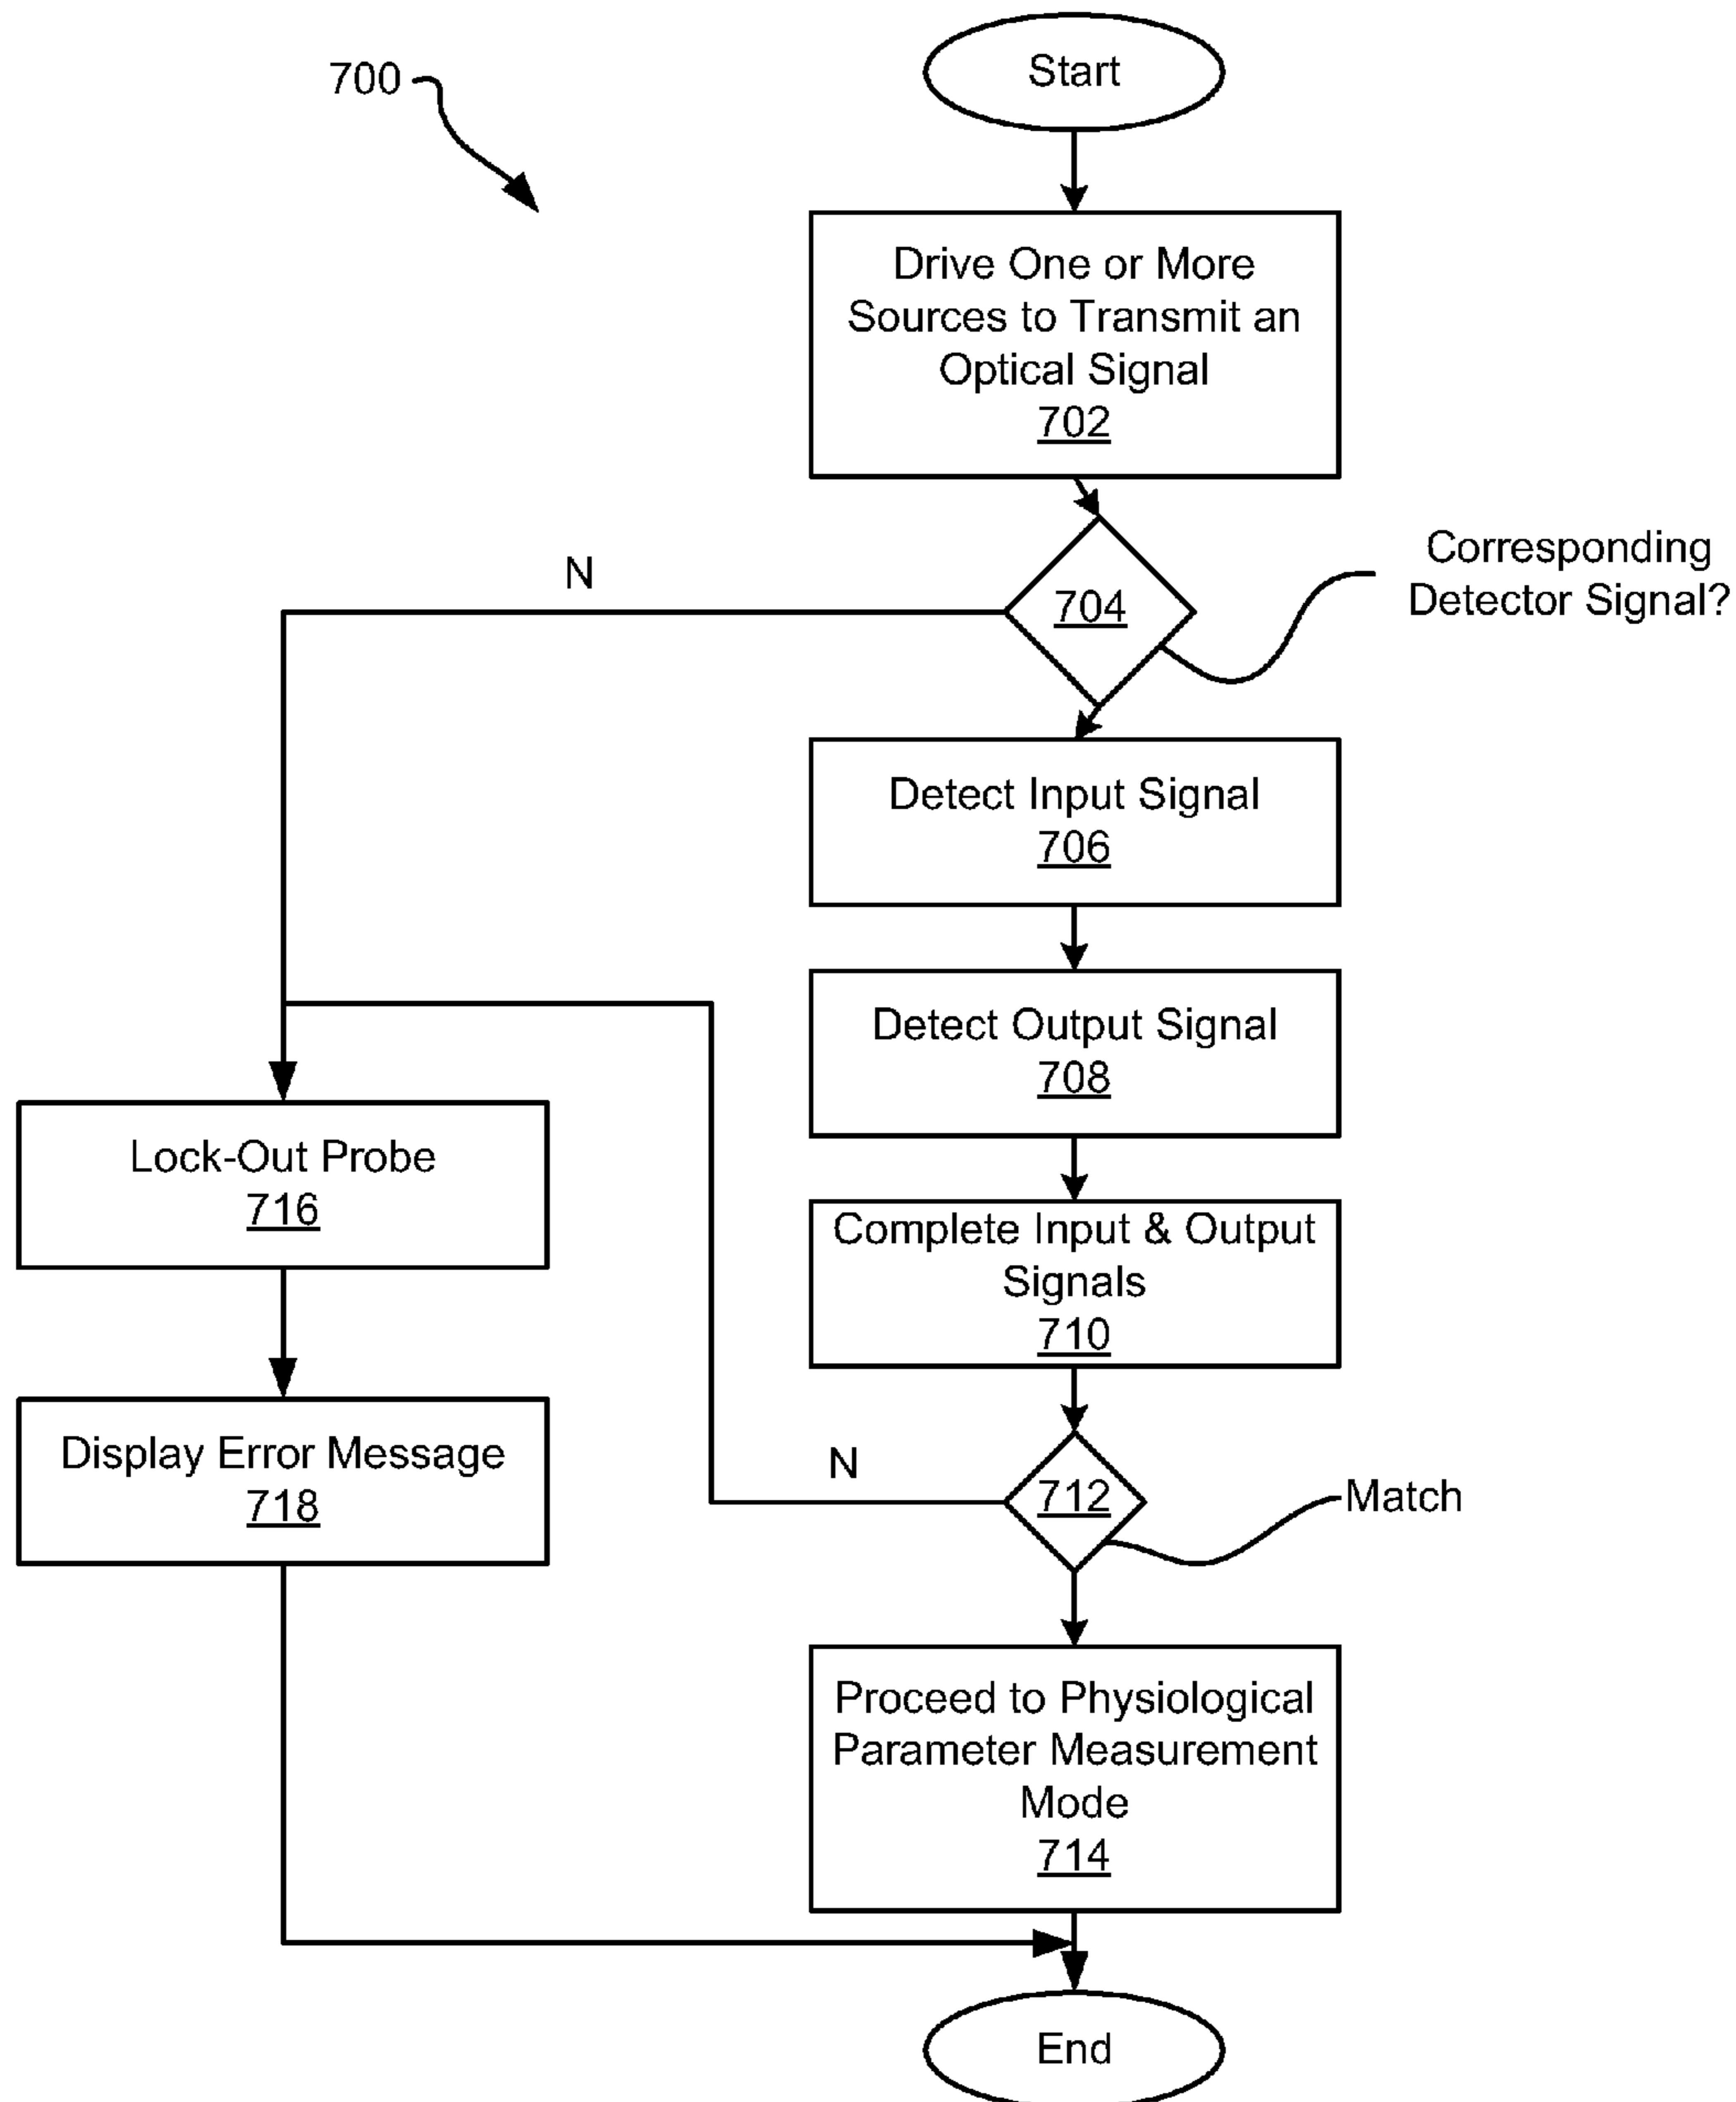 700
Start
Drive One or More
Sources to Transmit an
Optical Signal
702
N
704
Corresponding
Detector Signal?
Detect Input Signal
706
Detect Output Signal
708
Lock-Out Probe
716
Complete Input & Output
Signals
710
Display Error Message
718
N
712
Match
Proceed to Physiological
Parameter Measurement
Mode
714
End